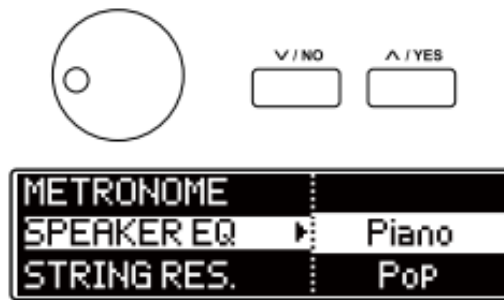 ∨ / NO ∧ / YES
METRONOME
SPEAKER EQ Piano
STRING RES. Pop